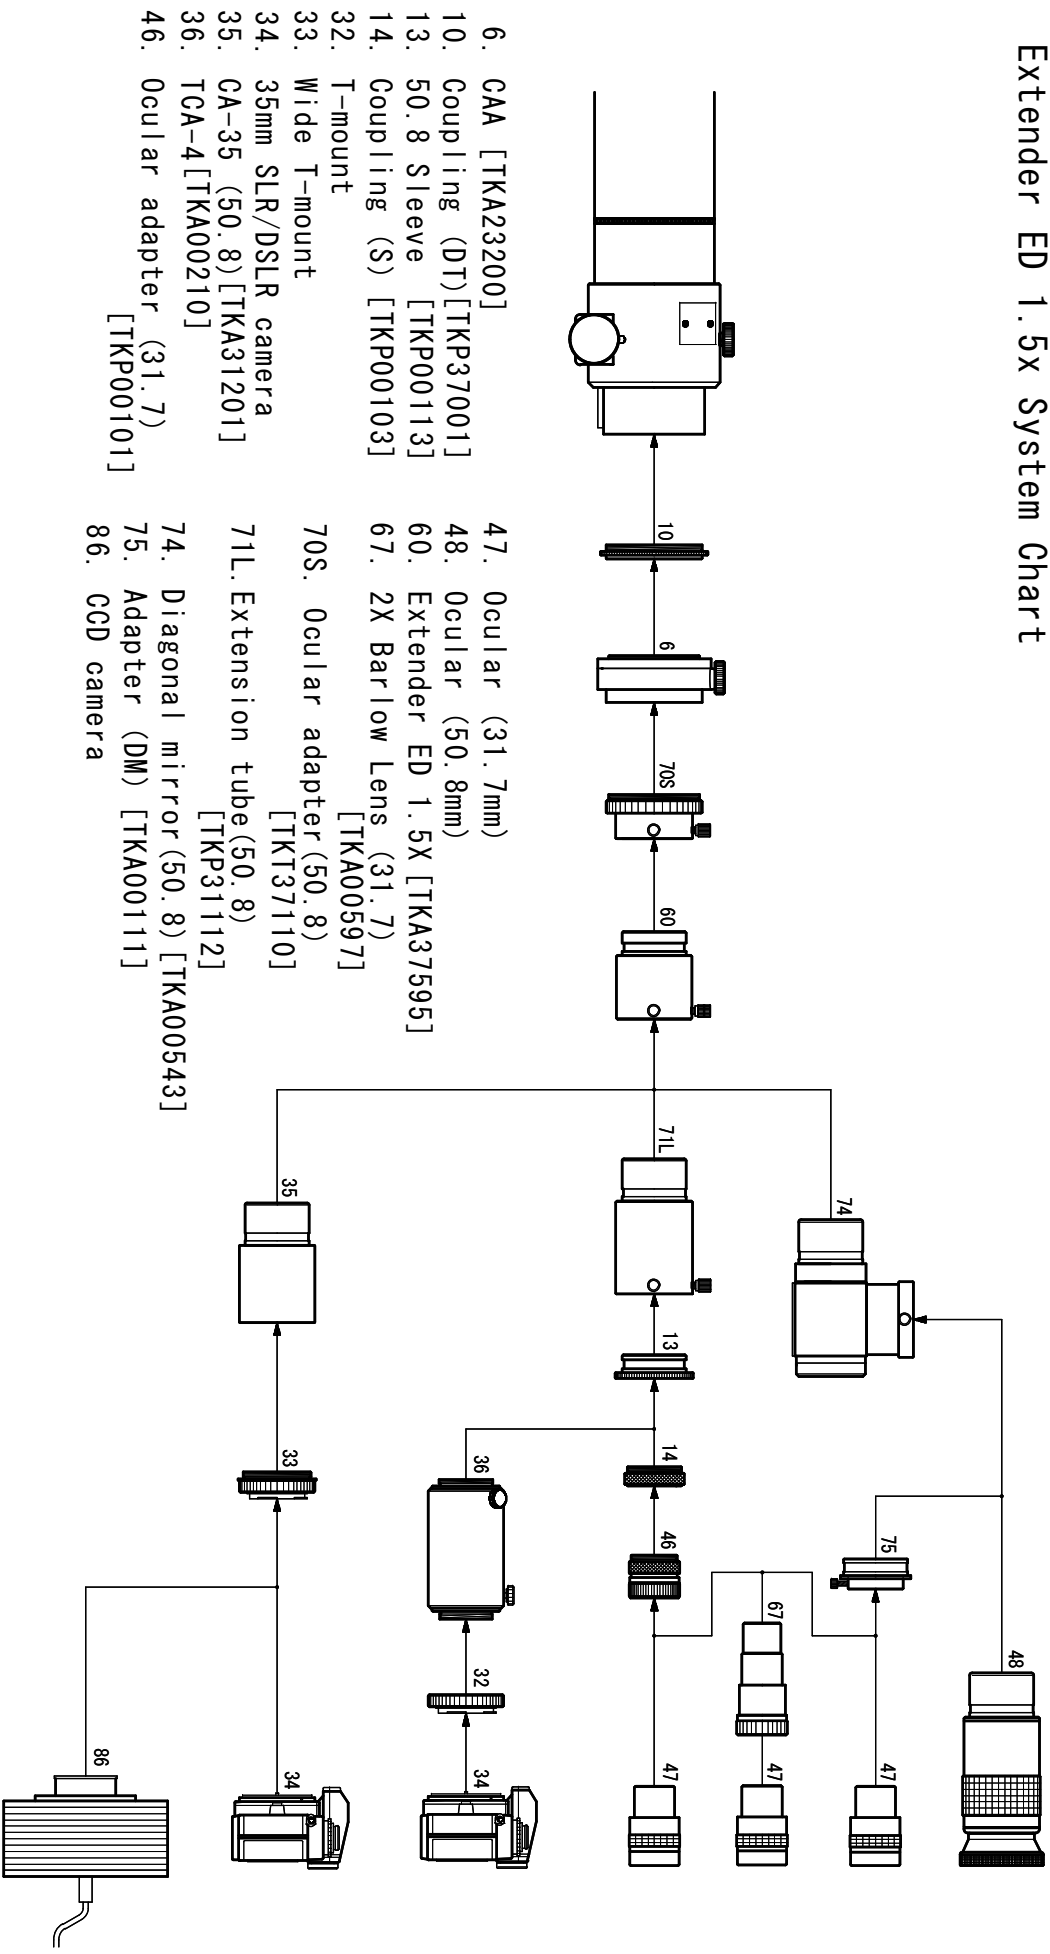 Extender ED 1.5x System Chart
6. CAA [TKA23200]
10. Coupling (DT)[TKP37001]
13. 50.8 Sleeve [TKP00113]
14. Coupling (S) [TKP00103]
32. T-mount
33. Wide T-mount
34. 35mm SLR/DSLR camera
35. CA-35 (50.8)[TKA31201]
36. TCA-4[TKA00210]
46. Ocular adapter (31.7)
[TKP00101]
47. Ocular (31.7mm)
48. Ocular (50.8mm)
60. Extender ED 1.5X [TKA37595]
67. 2X Barlow Lens (31.7)
[TKA00597]
70S. Ocular adapter(50.8)
[TKT37110]
71L. Extension tube(50.8)
[TKP31112]
74. Diagonal mirror(50.8)[TKA00543]
75. Adapter (DM) [TKA00111]
86. CCD camera
10
6
70S
60
74
71L
35
13
14
46
36
33
75
67
32
48
47
47
47
34
34
86